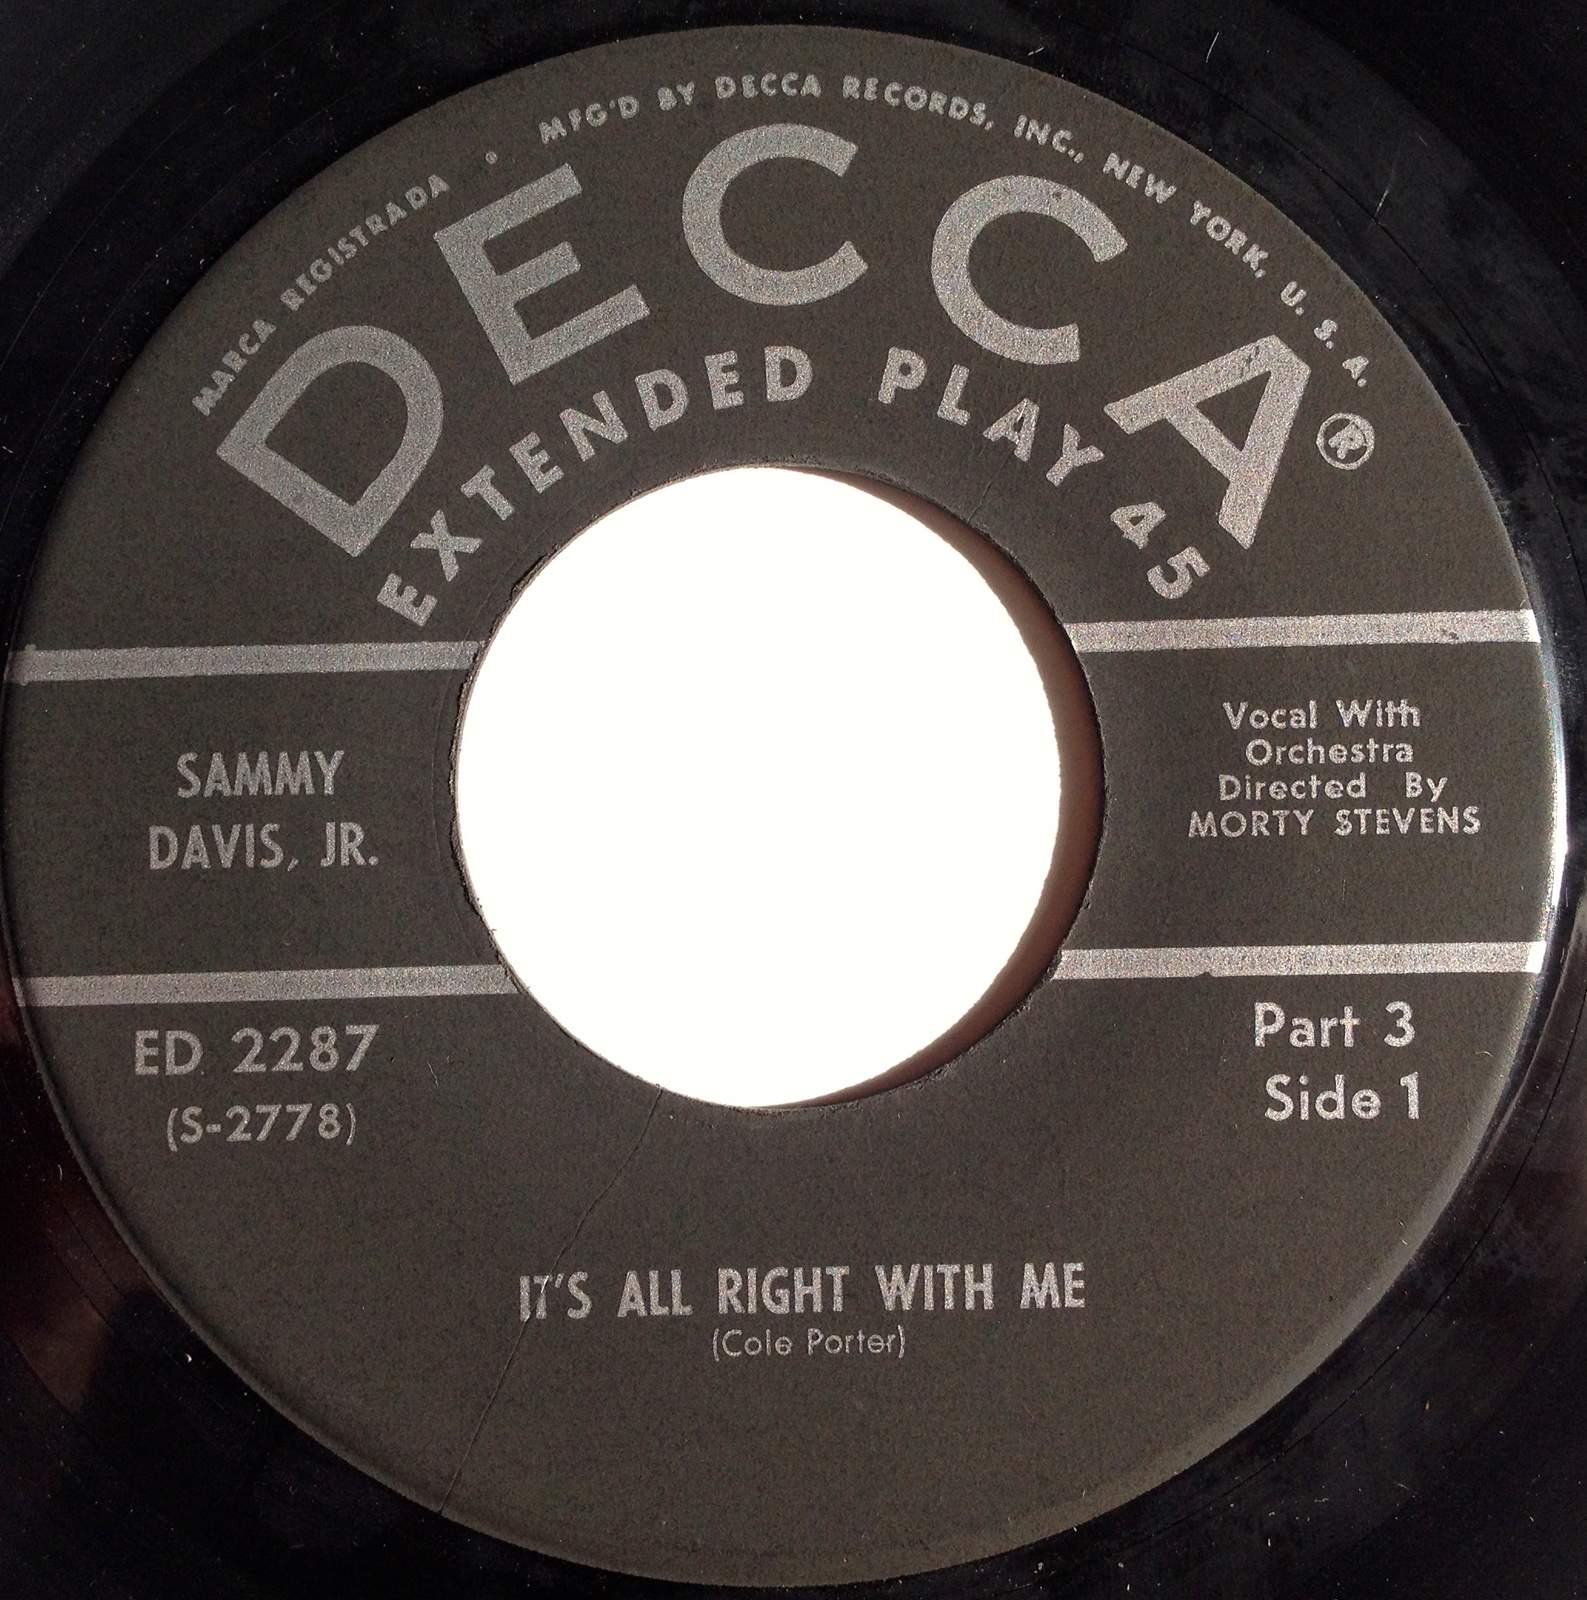 MARCA REGISTRADA • MFG'D BY DECCA RECORDS, INC., NEW YORK, U. S. A.
DECCA®
EXTENDED PLAY 45
SAMMY
DAVIS, JR.
Vocal With
Orchestra
Directed By
MORTY STEVENS
ED 2287
(S-2778)
Part 3
Side 1
IT'S ALL RIGHT WITH ME
(Cole Porter)